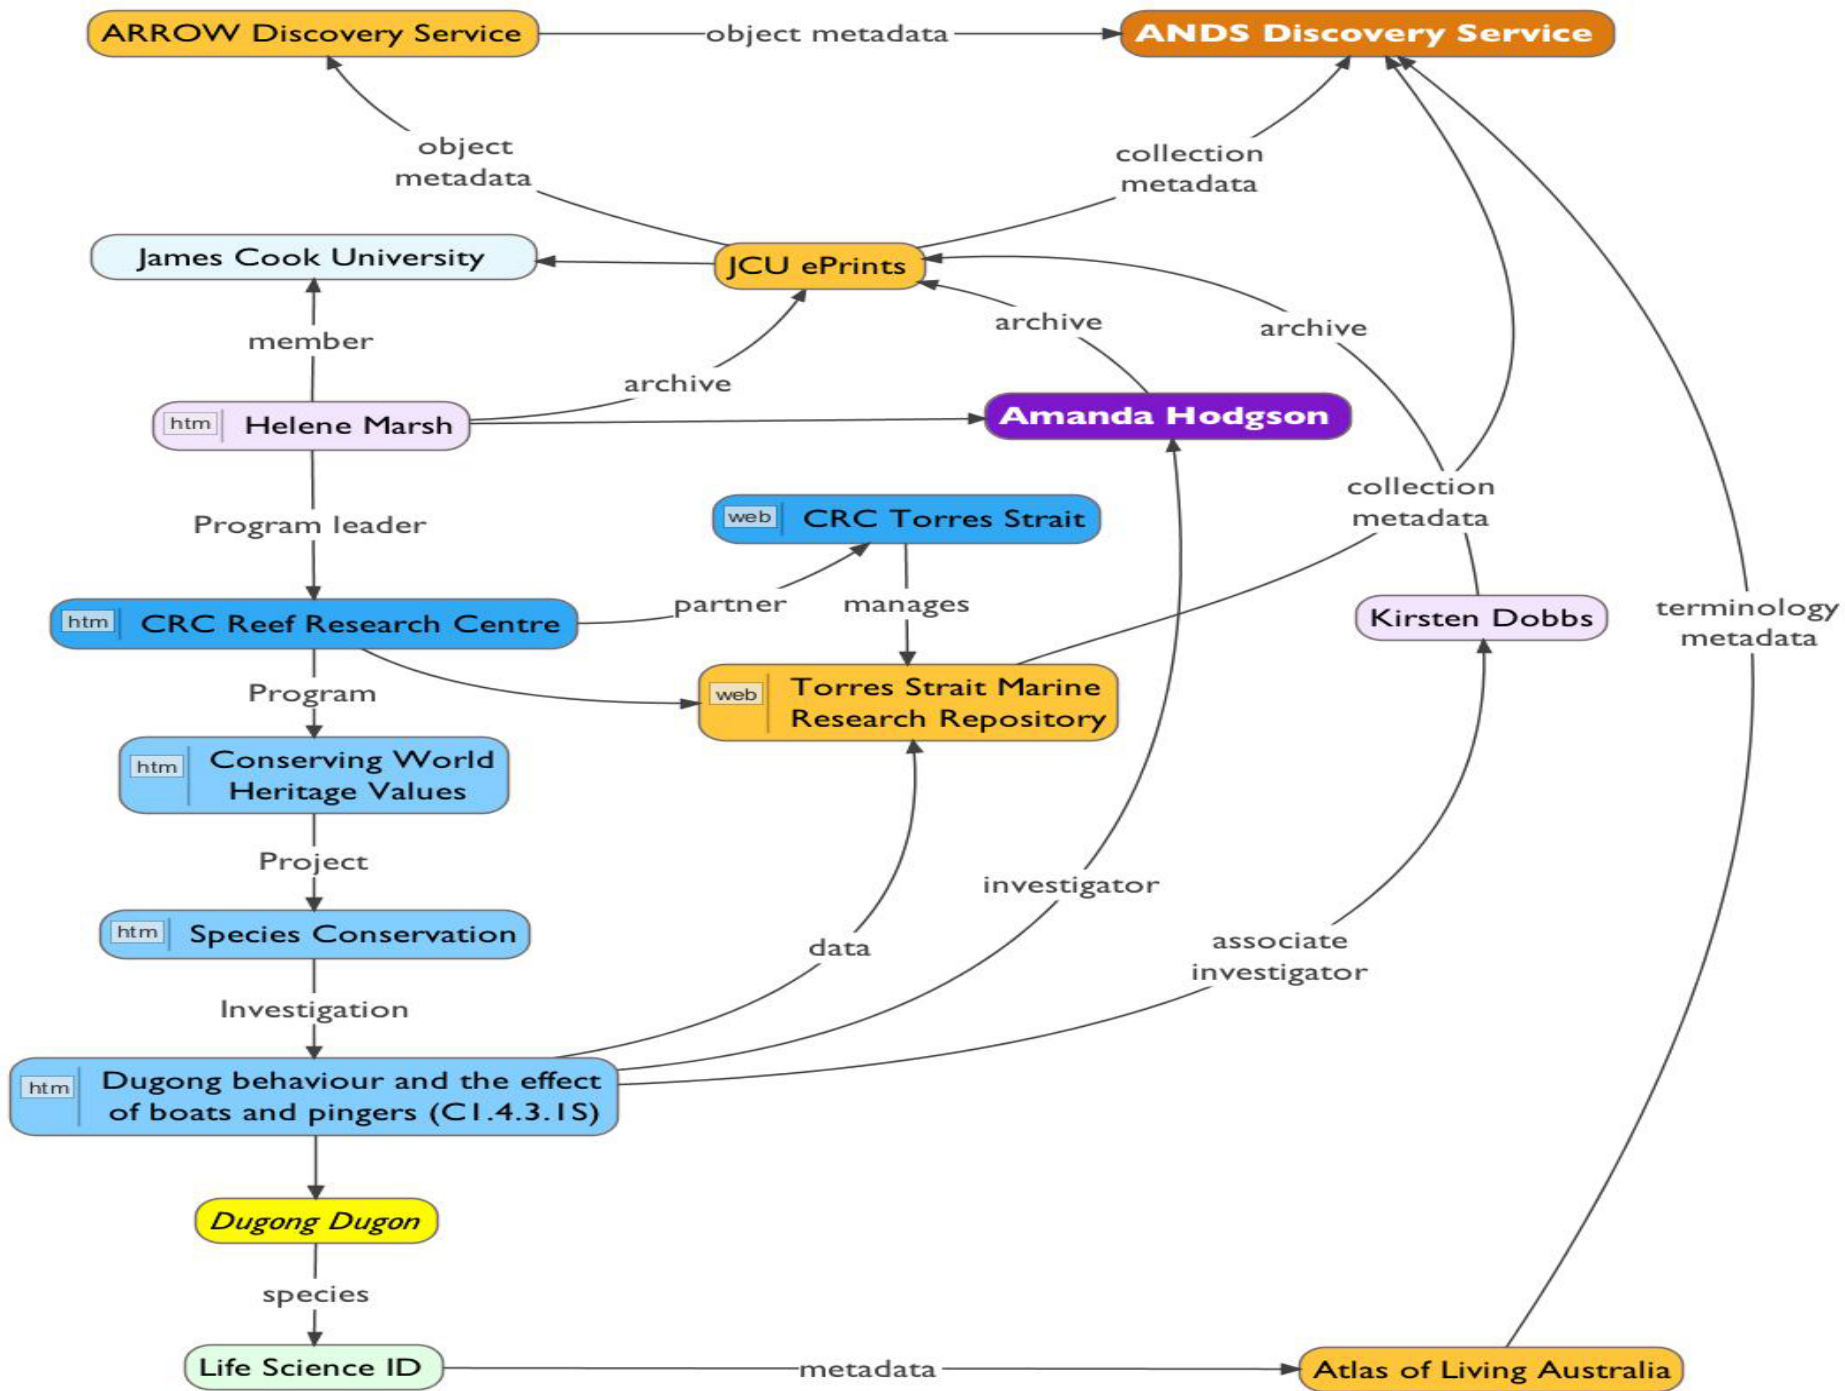 ARROW Discovery Service
object metadata
ANDS Discovery Service
object
metadata
collection
metadata
James Cook University
JCU ePrints
member
archive
archive
archive
htm
Helene Marsh
Amanda Hodgson
Program leader
collection
metadata
web
CRC Torres Strait
partner
manages
htm
CRC Reef Research Centre
Kirsten Dobbs
terminology
metadata
Program
web
Torres Strait Marine
Research Repository
htm
Conserving World
Heritage Values
Project
investigator
htm
Species Conservation
data
associate
investigator
Investigation
htm
Dugong behaviour and the effect
of boats and pingers (C1.4.3.1S)
Dugong Dugon
species
Life Science ID
metadata
Atlas of Living Australia